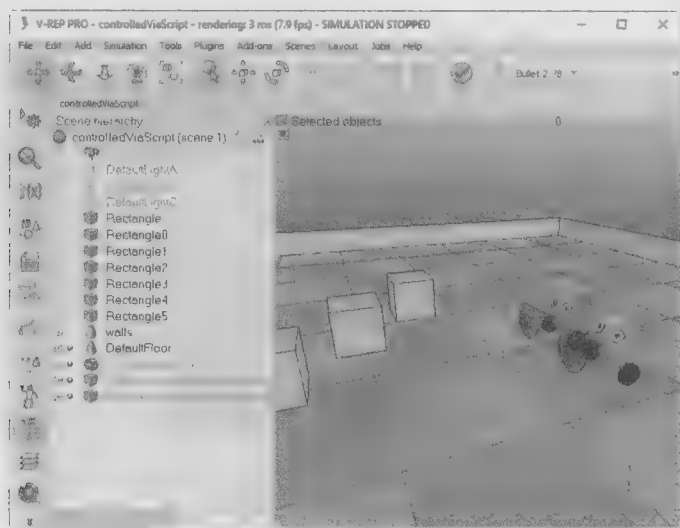 V-REP PRO - controlledViaScript - rendering: 3 ms (7.9 fps) - SIMULATION STOPPED
File Edit Add Simulation Tools Plugins Add-ons Scenes Layout Jobs Help
Bullet 2.78
controlledViaScript
Scene hierarchy
Selected objects 0
controlledViaScript (scene 1)
DefaultLightA
Rectangle
Rectangle0
Rectangle1
Rectangle2
Rectangle3
Rectangle4
Rectangle5
walls
DefaultFloor